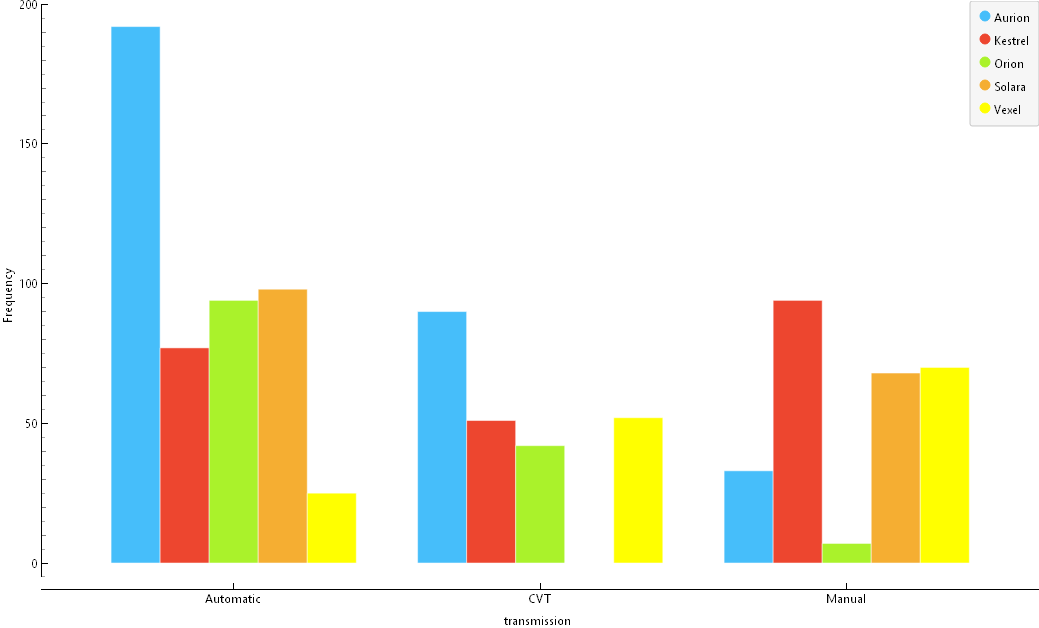 200
150
100
50
0
Frequency
Automatic
CVT
Manual
transmission
Aurion
Kestrel
Orion
Solara
Vexel